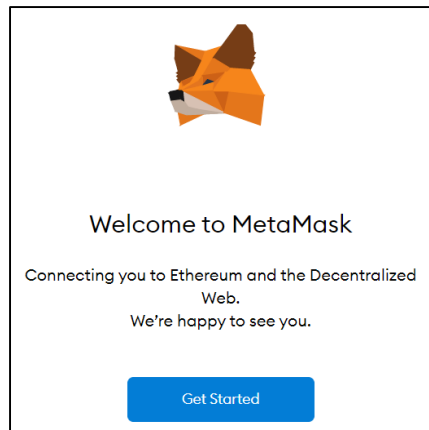 Welcome to MetaMask
Connecting you to Ethereum and the Decentralized
Web.
We’re happy to see you.
Get Started